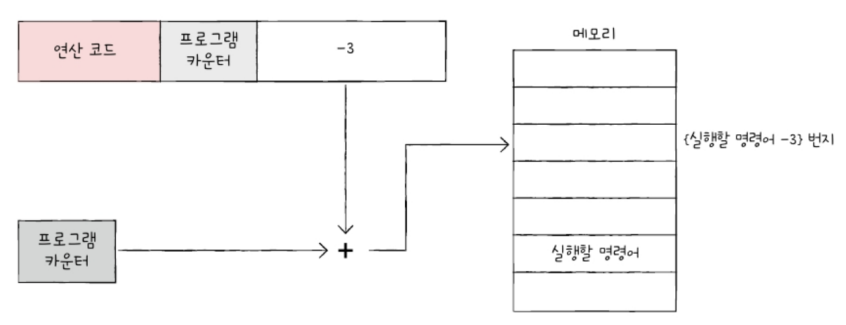 연산 코드
프로그램
카운터
-3
메모리
{실행할 명령어 -3} 번지
프로그램
카운터
+
실행할 명령어